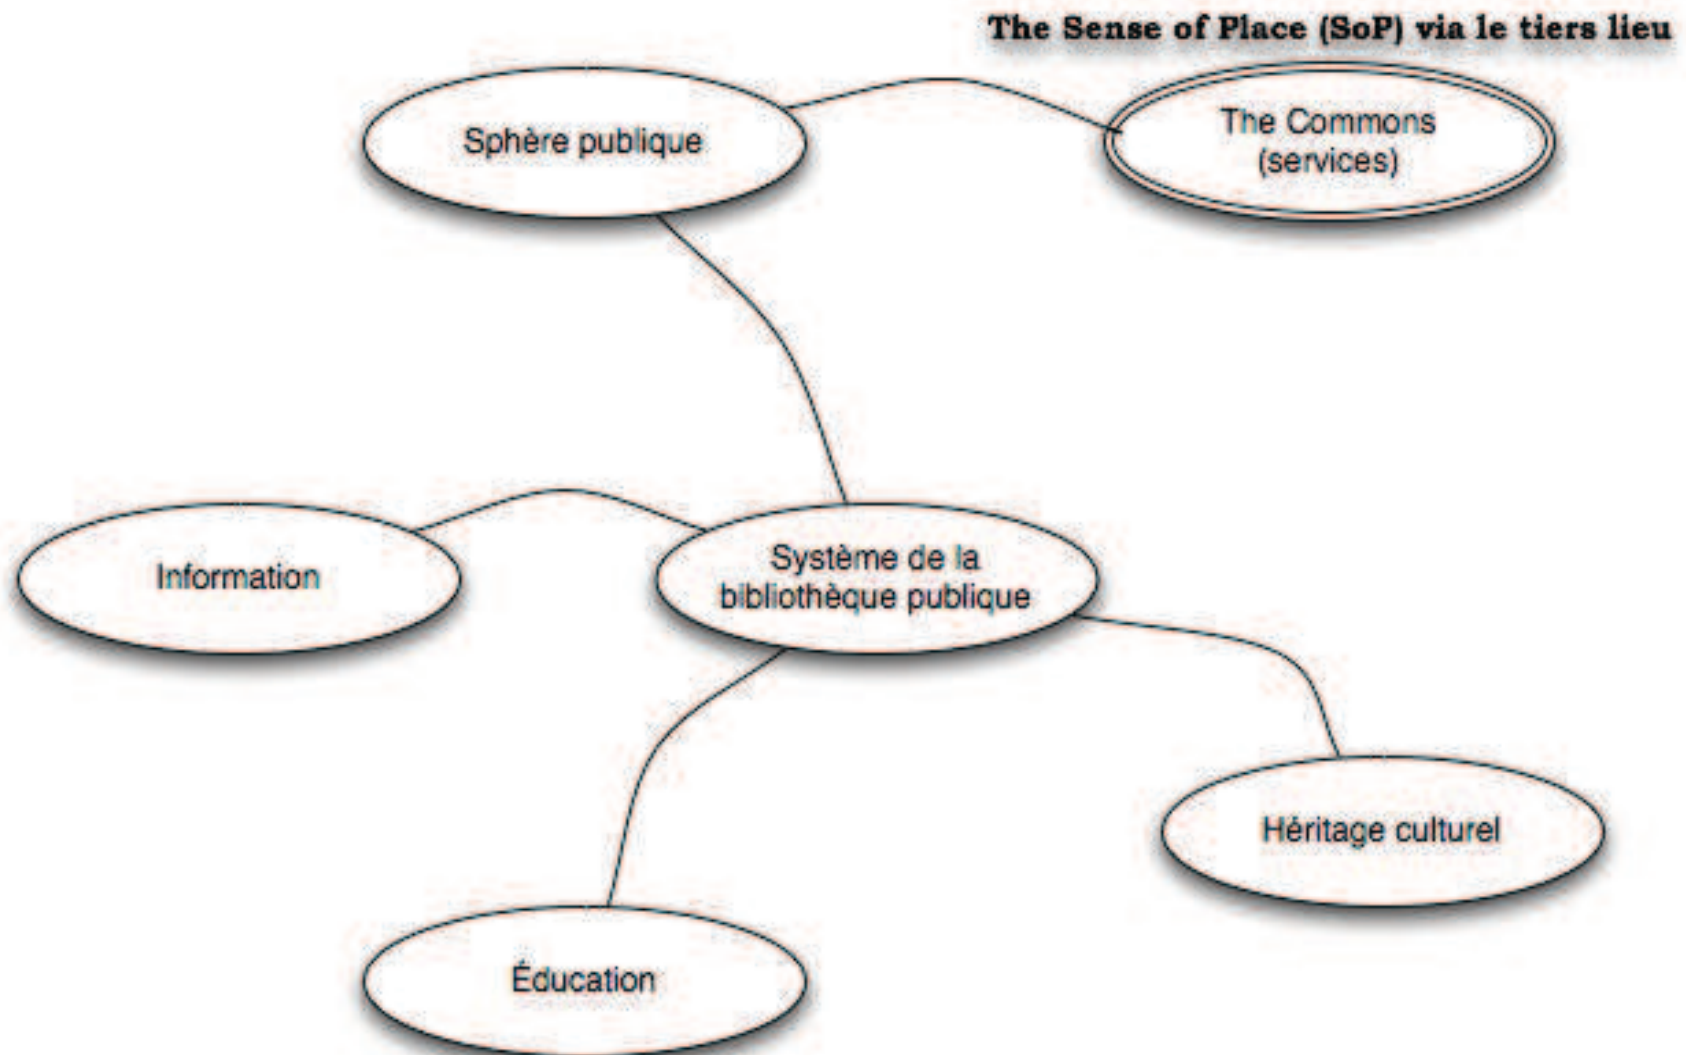 The Sense of Place (SoP) via le tiers lieu
Sphère publique
The Commons
(services)
Information
Système de la
bibliothèque publique
Héritage culturel
Éducation